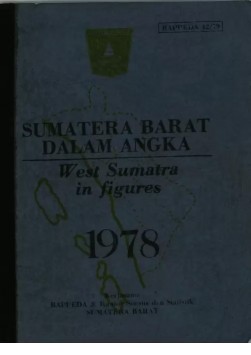 SUMATERA BARAT
DALAM ANGKA
West Sumatra
in figures
1978
SUMATERA BARAT